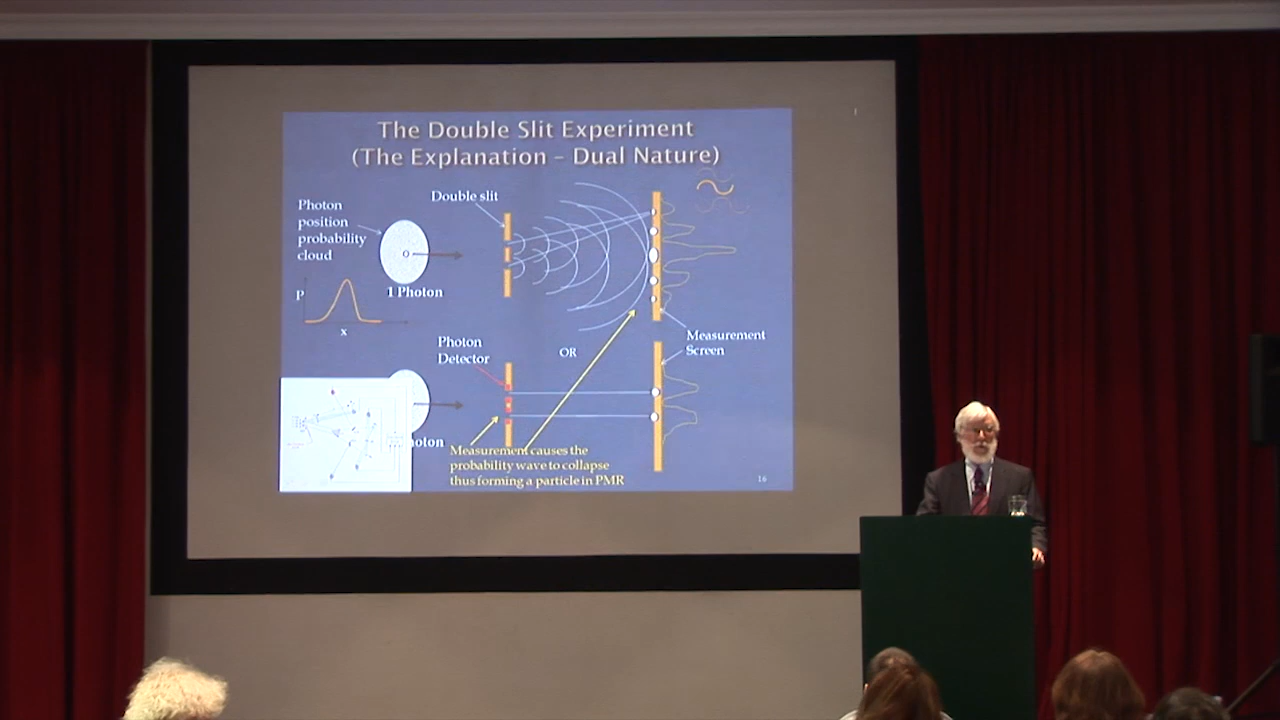 The Double Slit Experiment
(The Explanation – Dual Nature)
Photon
position
probability
cloud
Double slit
1 Photon
P
x
Photon
Detector
OR
Measurement
Screen
hoton
Measurement causes the
probability wave to collapse
thus forming a particle in PMR
16